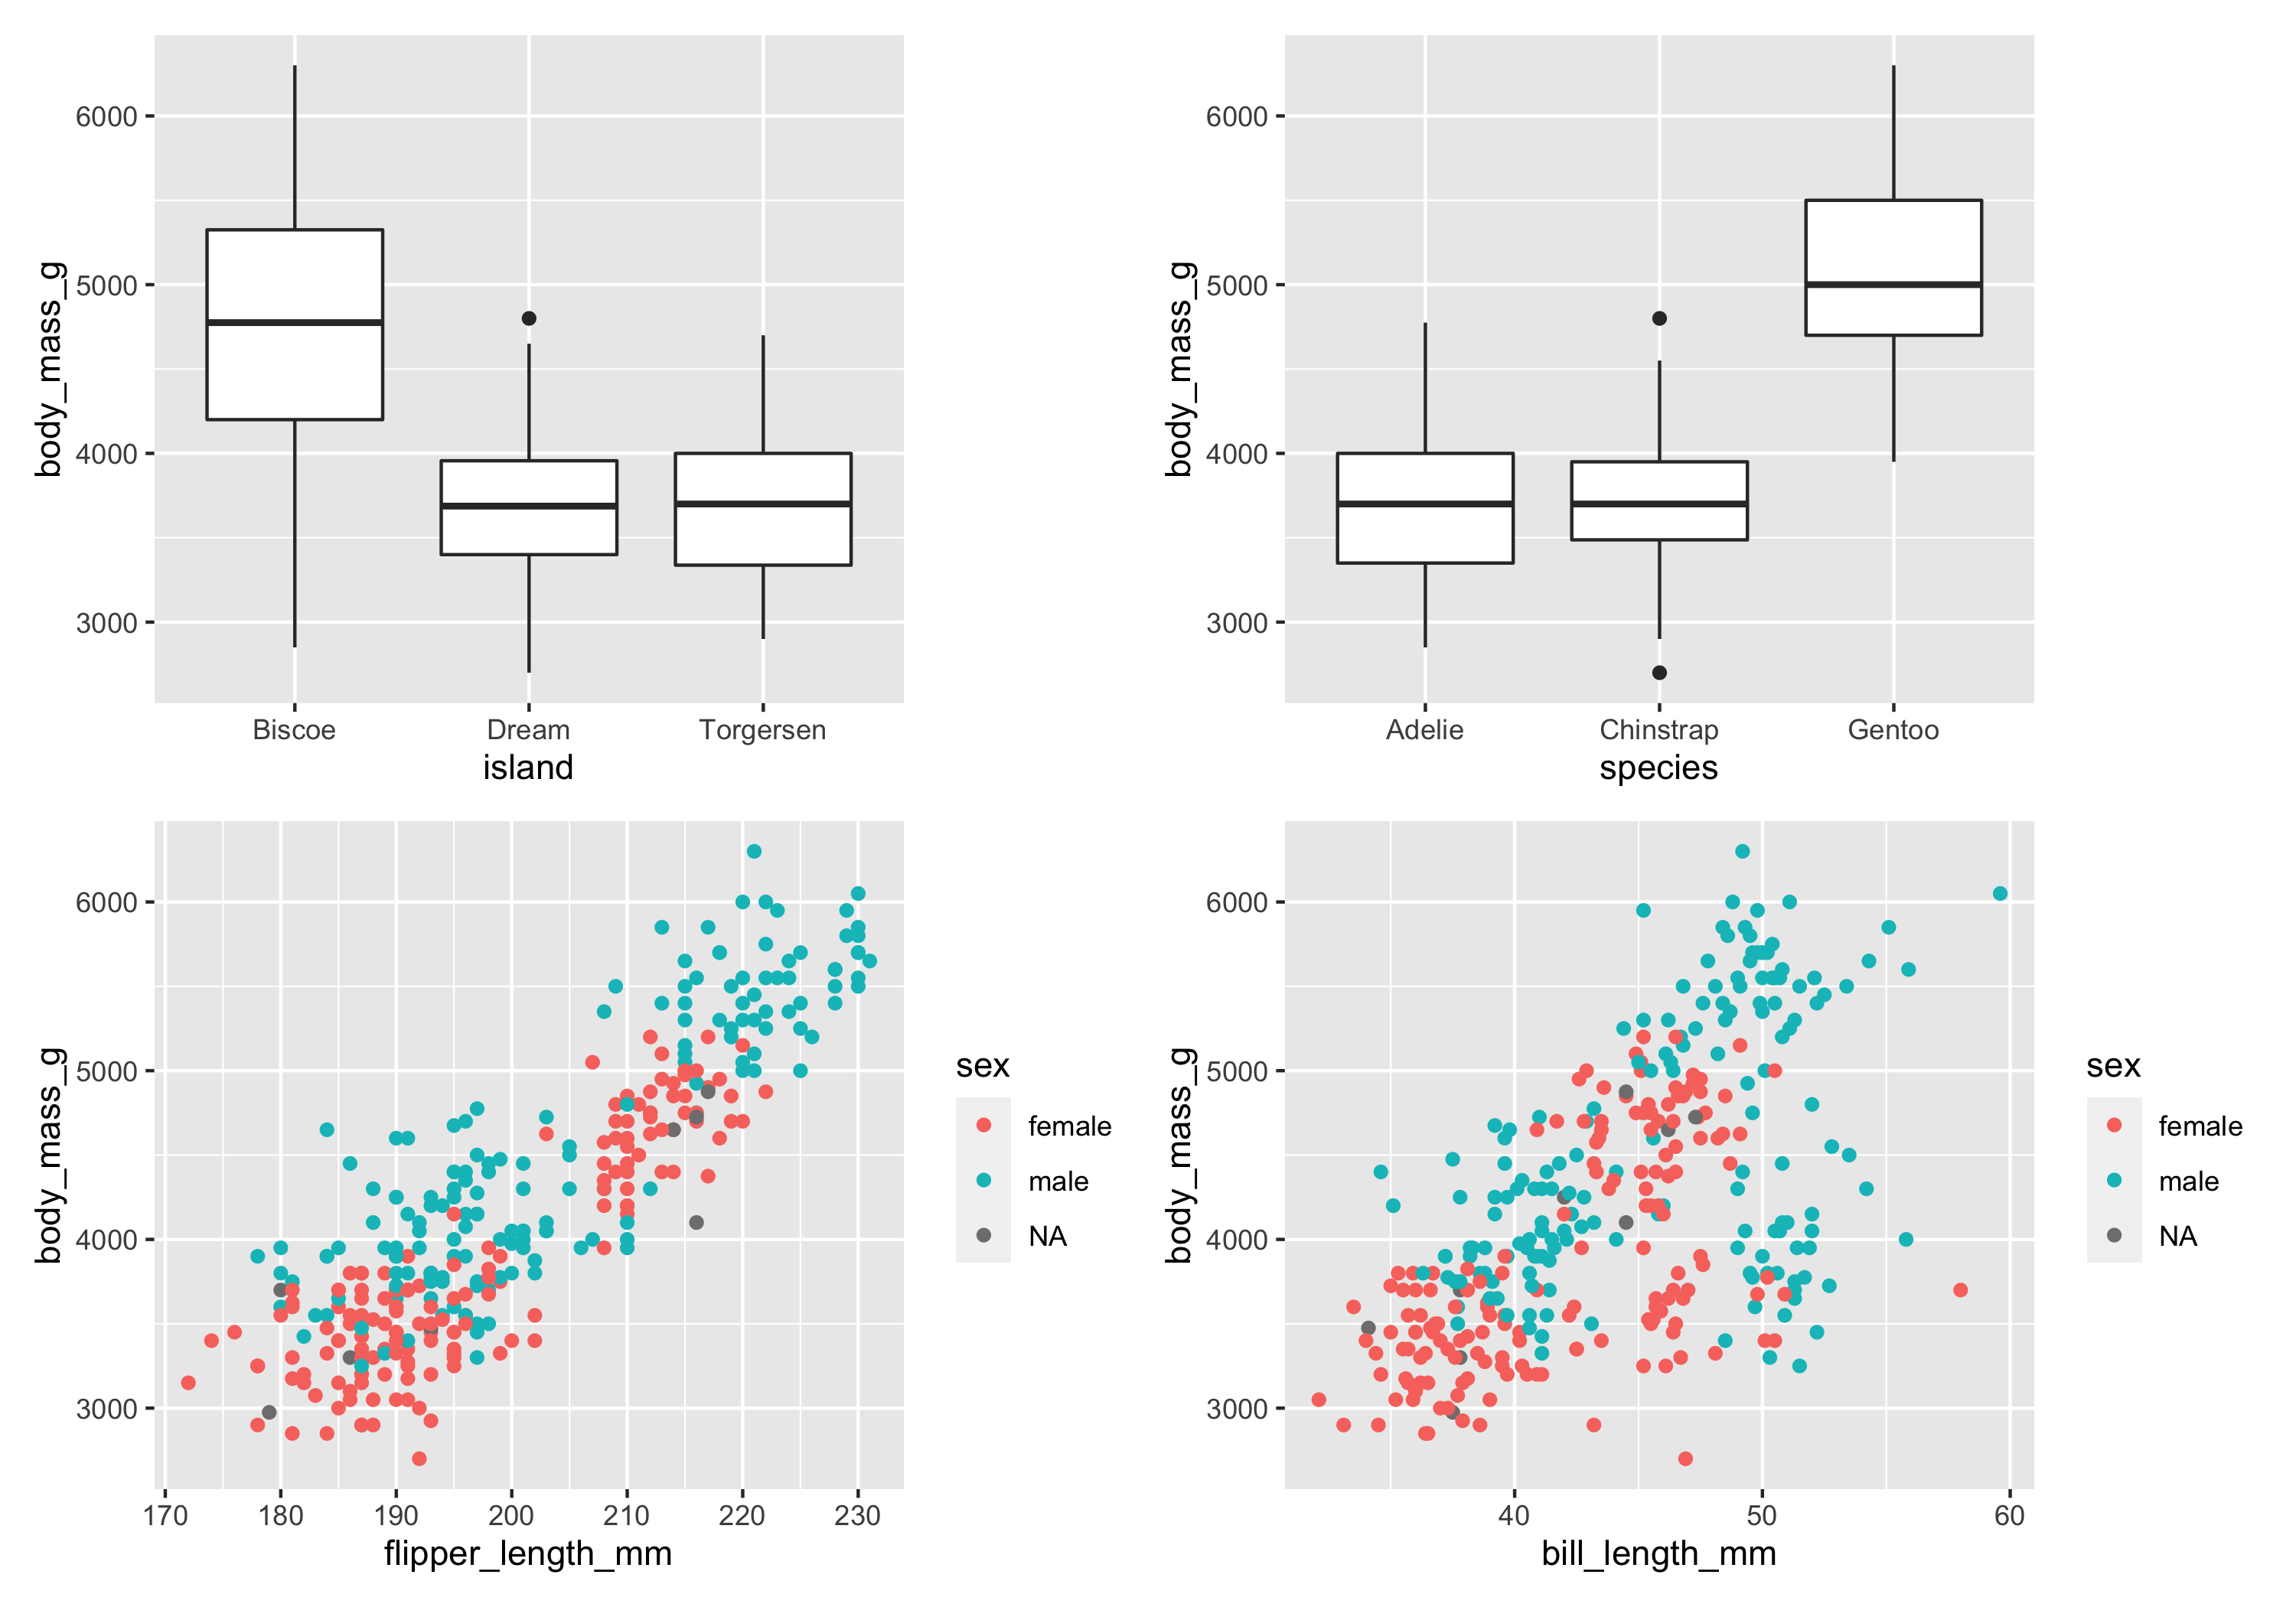 body_mass_g
6000
5000
4000
3000
Biscoe Dream Torgersen
island
body_mass_g
6000
5000
4000
3000
Adelie Chinstrap Gentoo
species
body_mass_g
6000
5000
4000
3000
170 180 190 200 210 220 230
flipper_length_mm
sex
female
male
NA
body_mass_g
6000
5000
4000
3000
40 50 60
bill_length_mm
sex
female
male
NA